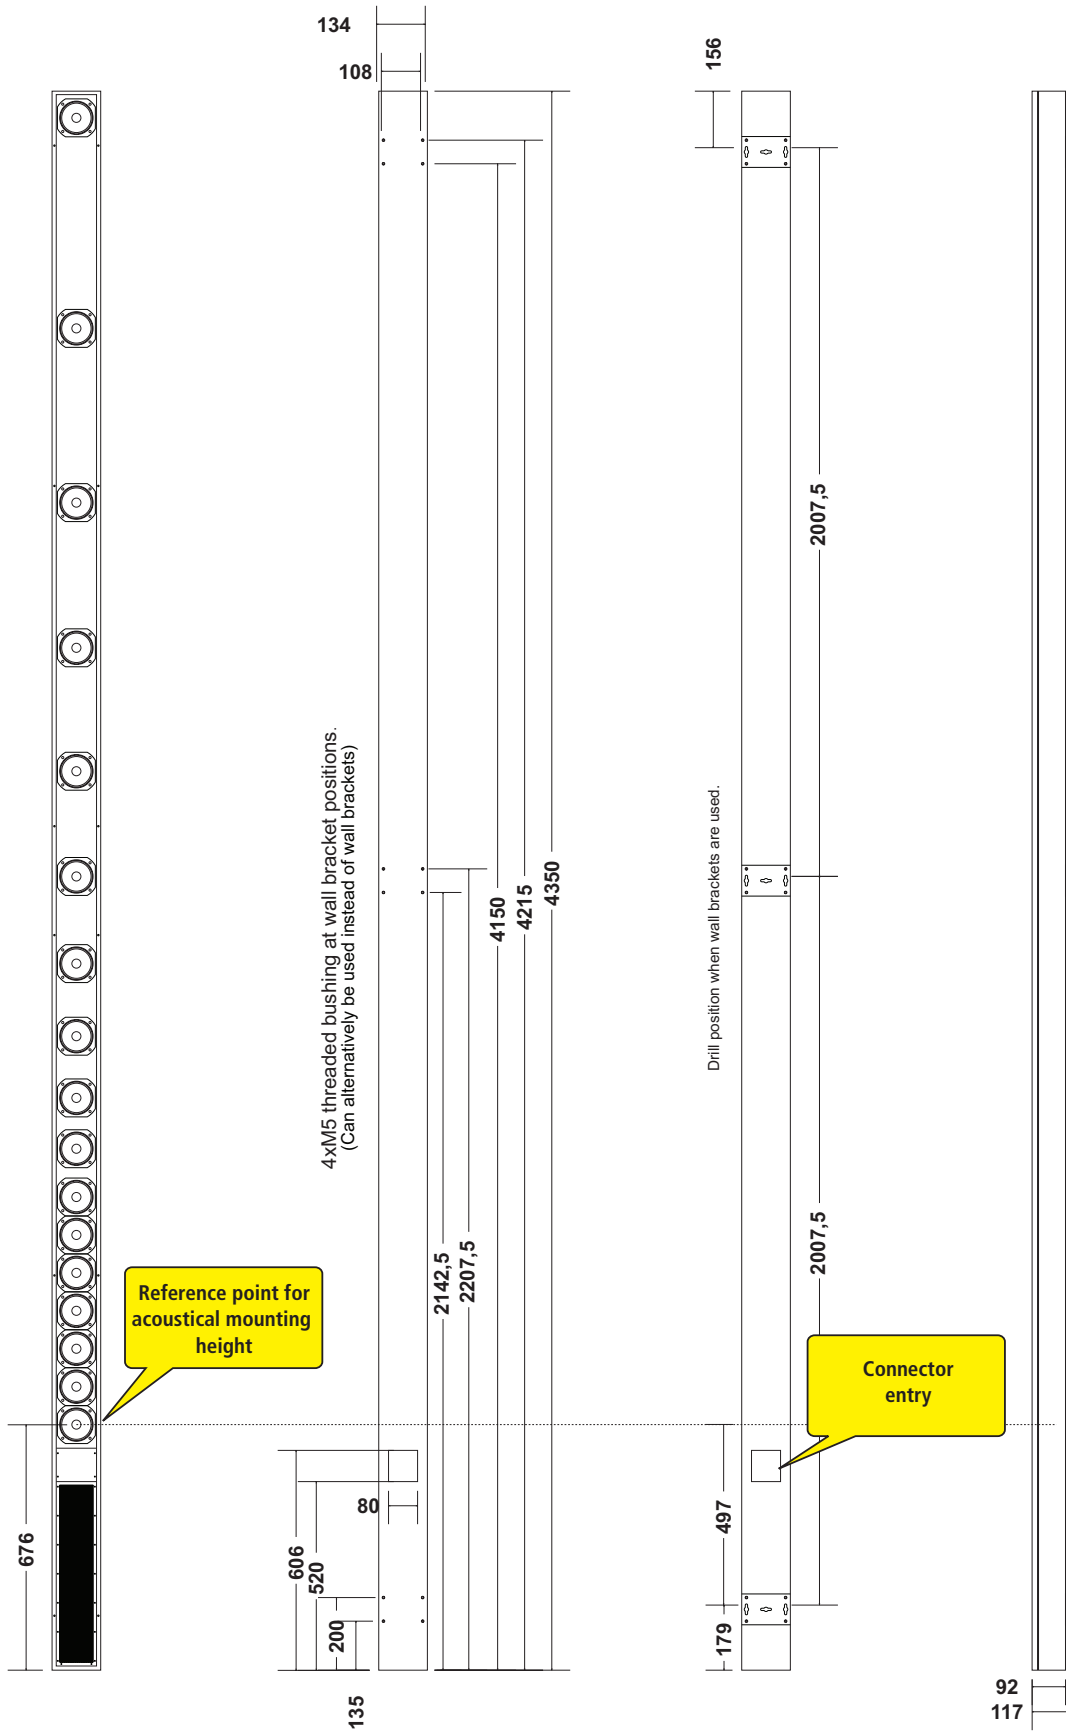 134
108
156
2007,5
4xM5 threaded bushing at wall bracket positions.
(Can alternatively be used instead of wall brackets)
Drill position when wall brackets are used.
4350
4215
4150
2207,5
2142,5
2007,5
Reference point for
acoustical mounting
height
Connector
entry
80
676
606
520
200
135
497
179
92
117